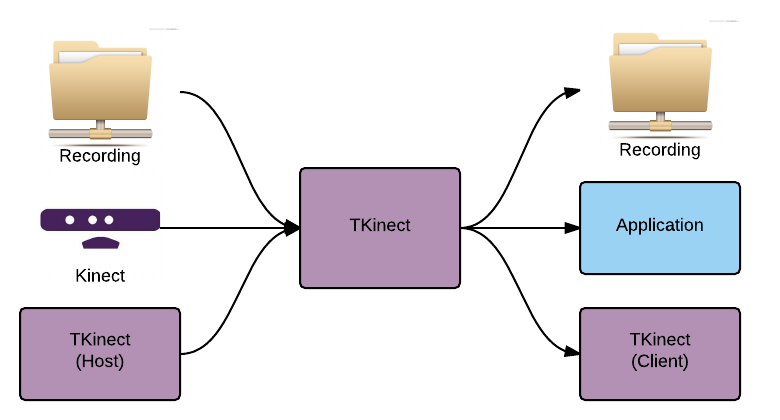 Recording
Kinect
TKinect
(Host)
TKinect
Recording
Application
TKinect
(Client)